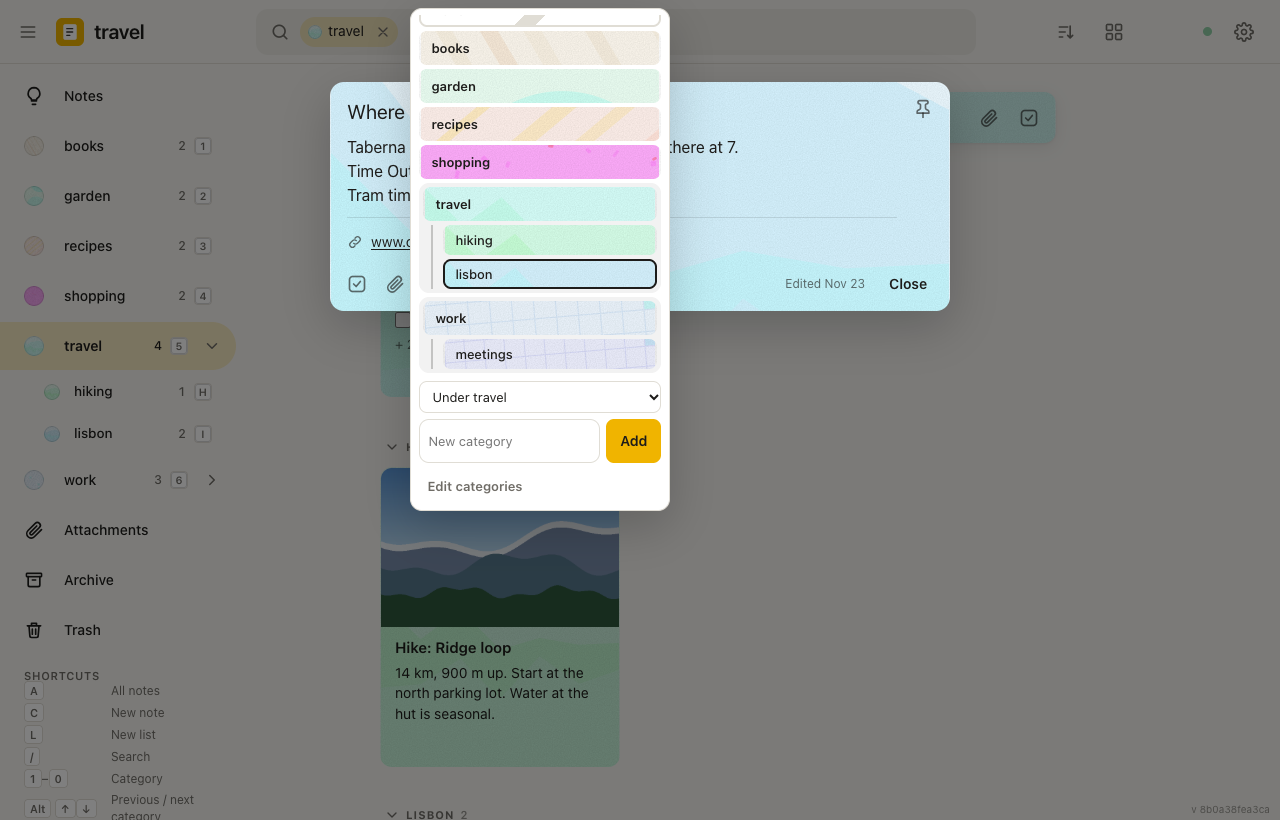 travel
travel
Notes
books 2 1
garden 2 2
recipes 2 3
shopping 2 4
travel 4 5
hiking 1 H
lisbon 2 I
work 3 6
Attachments
Archive
Trash
SHORTCUTS
A All notes
C New note
L New list
/ Search
1 – 0 Category
Alt ↑ ↓ Previous / next
category
Where
Taberna
there at 7.
Time Out
Tram tim
www.
Edited Nov 23
Close
books
garden
recipes
shopping
travel
hiking
lisbon
work
meetings
Under travel
New category
Add
Edit categories
Hike: Ridge loop
14 km, 900 m up. Start at the
north parking lot. Water at the
hut is seasonal.
LISBON 2
v 8b0a38fea3ca